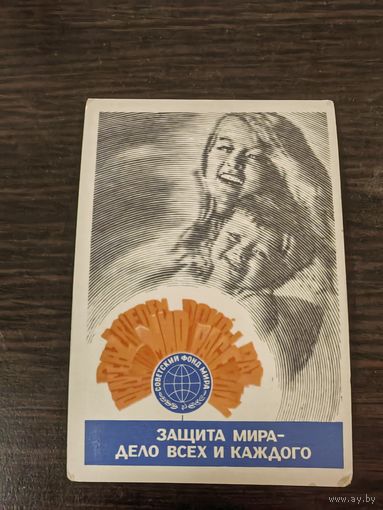 СОВЕТСКИЙ ФОНД МИРА
ЗАЩИТА МИРА-
ДЕЛО ВСЕХ И КАЖДОГО
www.ay.by